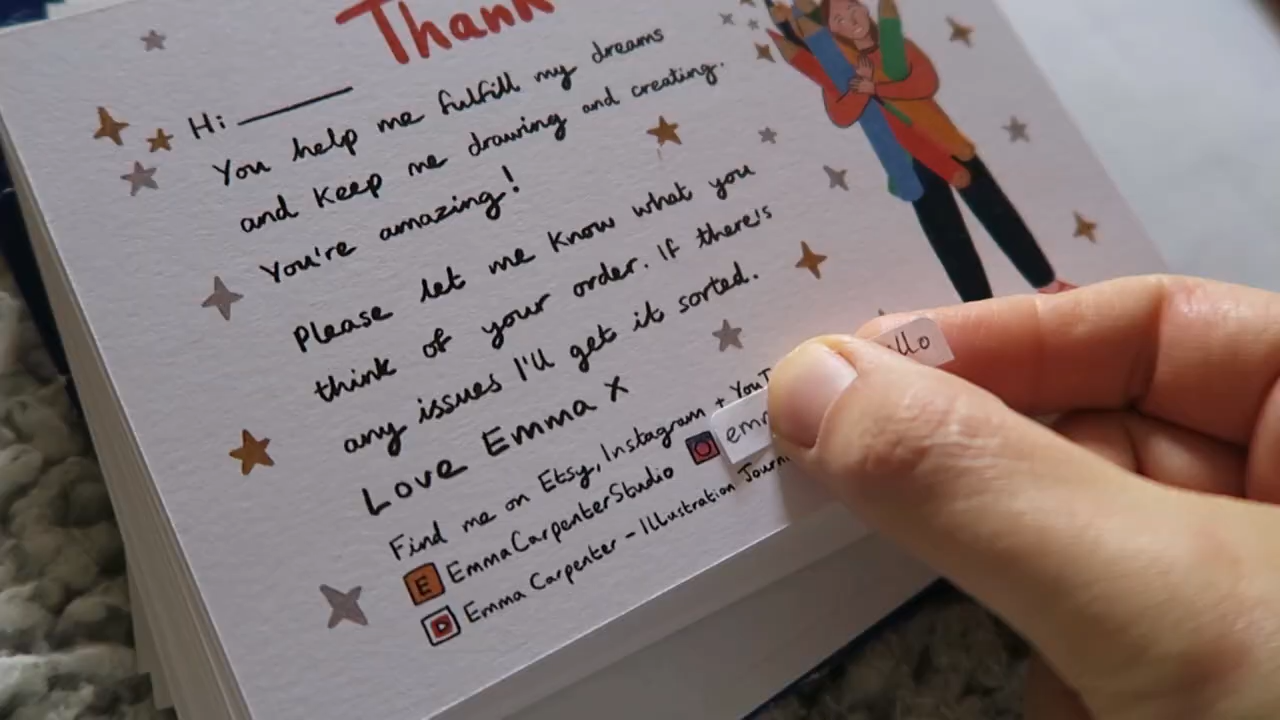 Thank
Hi:
You help me fulfill my dreams
and keep me drawing and creating.
You're amazing!
Please let me know what you
think of your order. If there's
any issues I'll get it sorted.
Love Emma x
Find me on Etsy, Instagram +
E EmmaCarpenterStudio
Emma Carpenter - Illustration